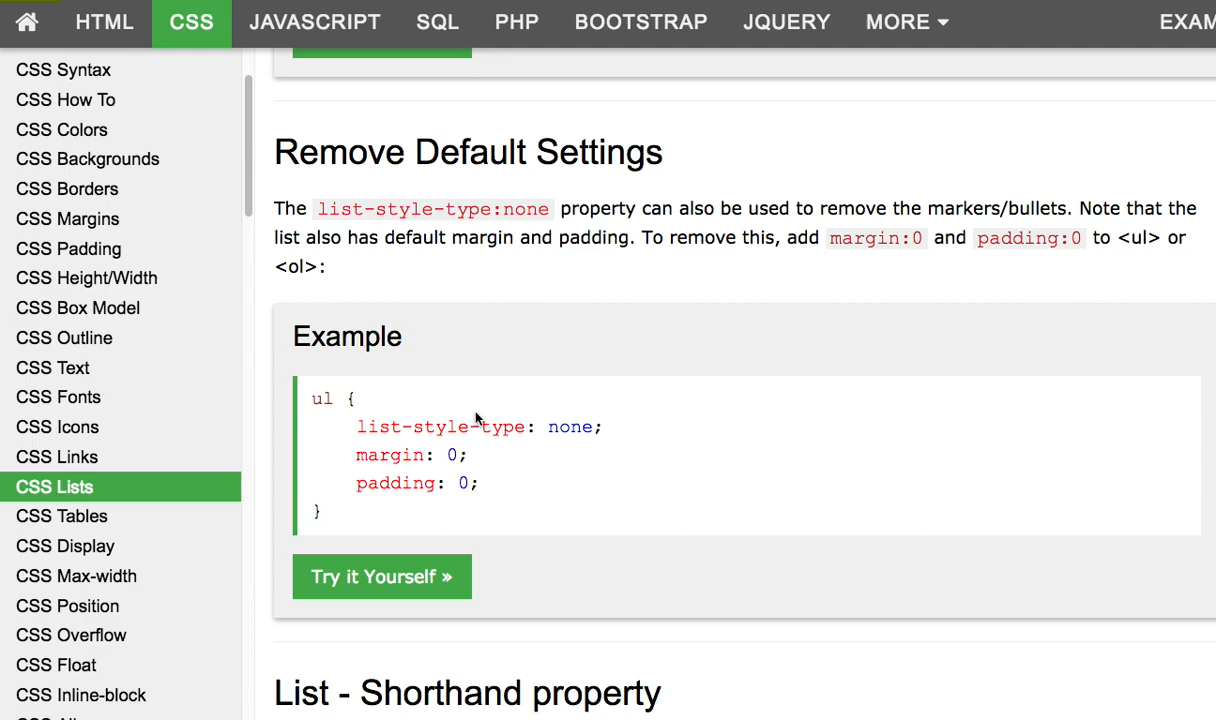 HTML CSS JAVASCRIPT SQL PHP BOOTSTRAP JQUERY MORE EXAM
CSS Syntax
CSS How To
CSS Colors
CSS Backgrounds
CSS Borders
CSS Margins
CSS Padding
CSS Height/Width
CSS Box Model
CSS Outline
CSS Text
CSS Fonts
CSS Icons
CSS Links
CSS Lists
CSS Tables
CSS Display
CSS Max-width
CSS Position
CSS Overflow
CSS Float
CSS Inline-block
Remove Default Settings
The list-style-type:none property can also be used to remove the markers/bullets. Note that the
list also has default margin and padding. To remove this, add margin:0 and padding:0 to <ul> or
<ol>:
Example
ul {
list-style-type: none;
margin: 0;
padding: 0;
}
Try it Yourself »
List - Shorthand property